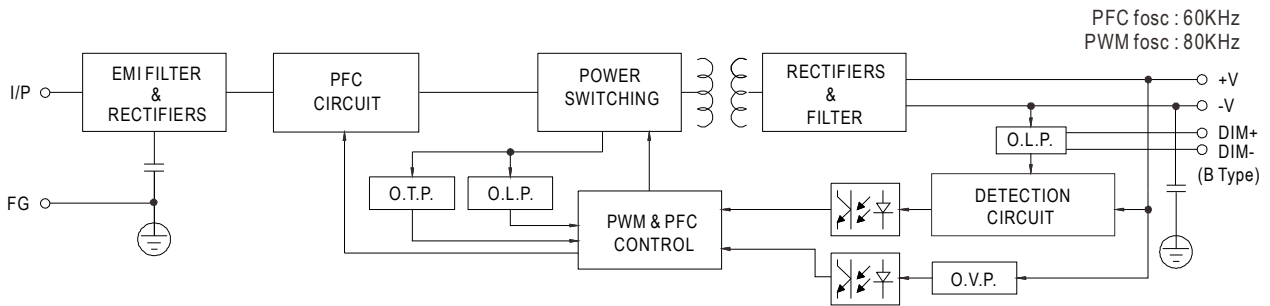 PFC fosc : 60KHz
PWM fosc : 80KHz
I/P
EMI FILTER
&
RECTIFIERS
PFC
CIRCUIT
POWER
SWITCHING
RECTIFIERS
&
FILTER
+V
-V
DIM+
DIM-
(B Type)
O.L.P.
O.T.P.
O.L.P.
FG
PWM & PFC
CONTROL
DETECTION
CIRCUIT
O.V.P.